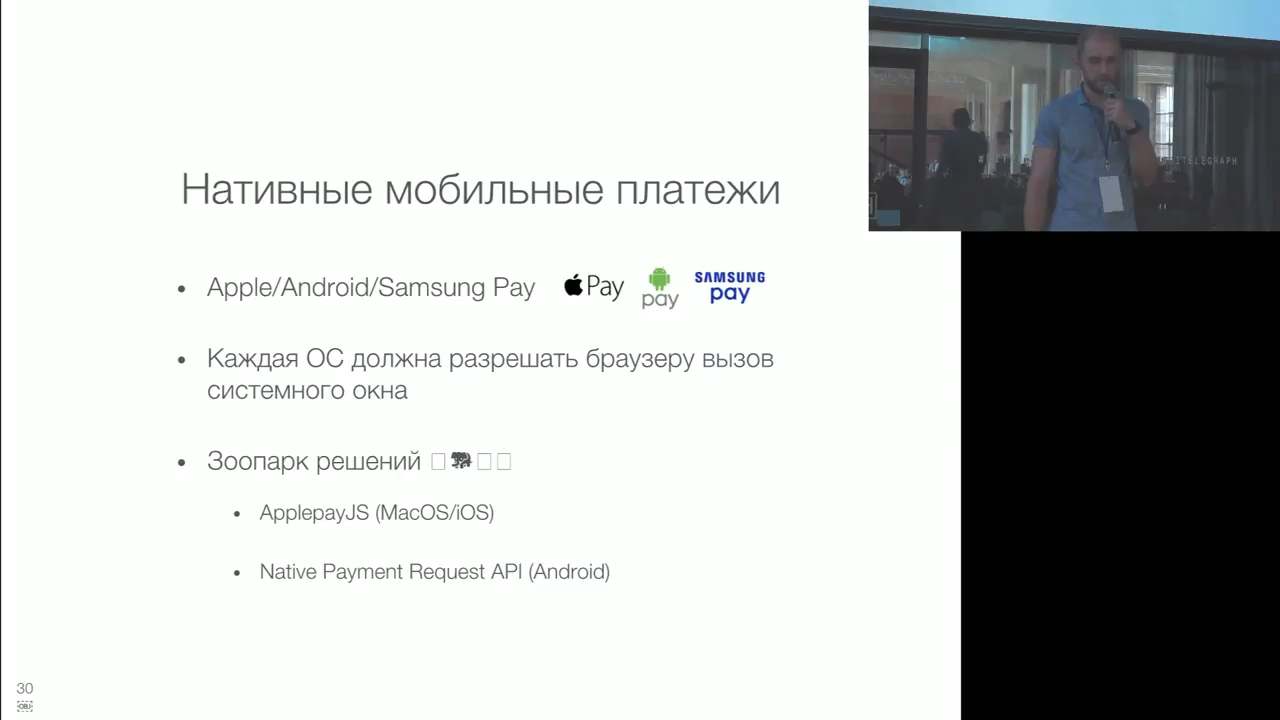 Нативные мобильные платежи
Apple/Android/Samsung Pay
Pay
pay
SAMSUNG
pay
Каждая ОС должна разрешать браузеру вызов
системного окна
Зоопарк решений
ApplepayJS (MacOS/iOS)
Native Payment Request API (Android)
30
OBJ